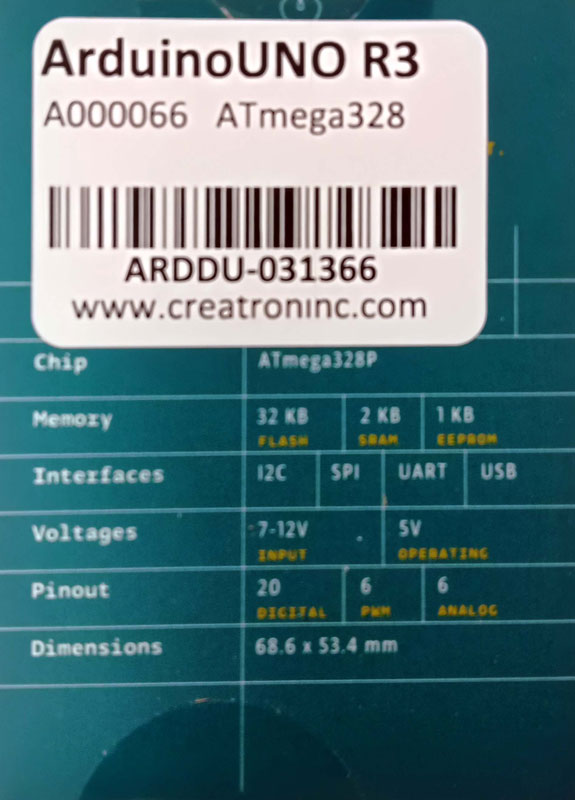 ArduinoUNO R3
A000066 ATmega328
ARDDU-031366
www.creatroninc.com
Chip ATmega328P
Memory 32 KB 2 KB 1 KB
FLASH SRAM EEPROM
Interfaces I2C SPI UART USB
Voltages 7-12V 5V
INPUT OPERATING
Pinout 20 6 6
DIGITAL PWM ANALOG
Dimensions 68.6 x 53.4 mm